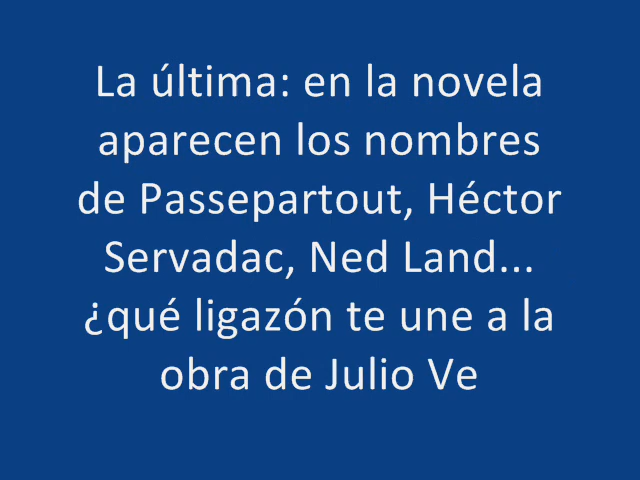 La última: en la novela
aparecen los nombres
de Passepartout, Héctor
Servadac, Ned Land...
¿qué ligazón te une a la
obra de Julio Ve